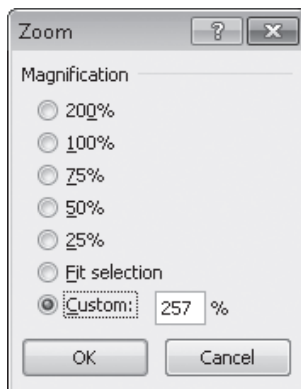 Zoom ?
Magnification
200%
100%
75%
50%
25%
Fit selection
Custom: 257 %
OK Cancel